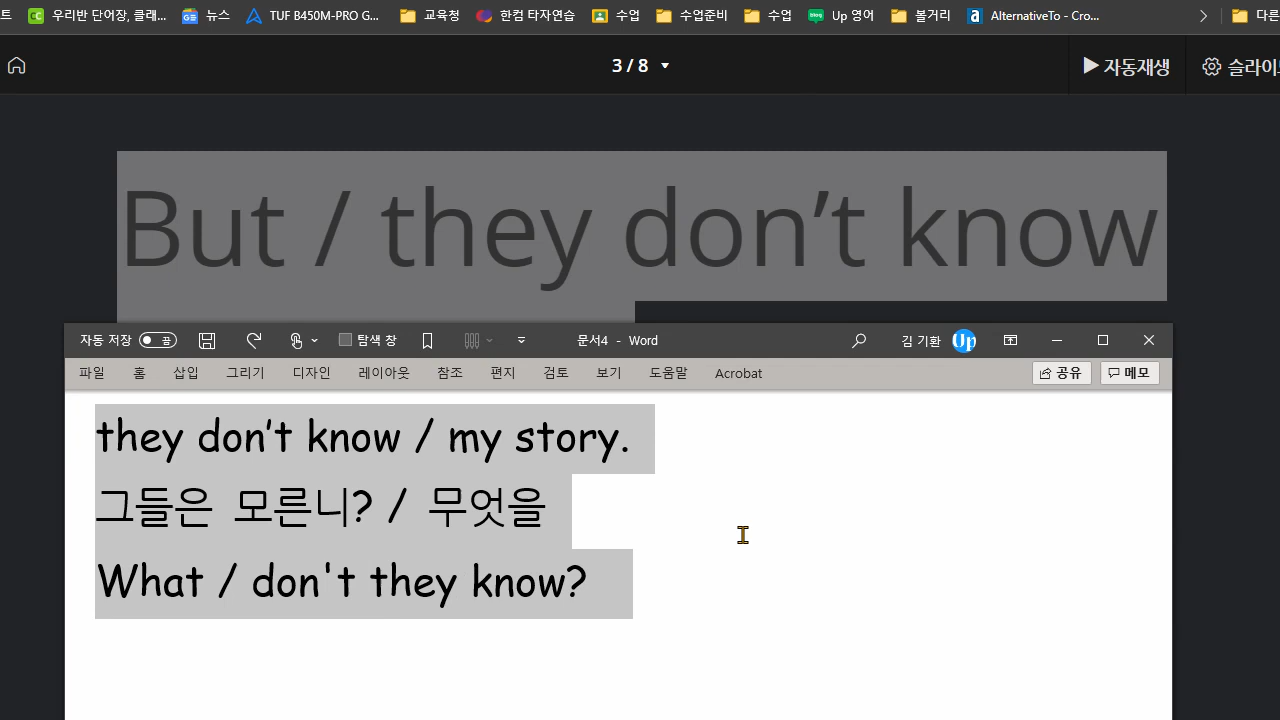 트 우리반 단어장, 클래... 뉴스 TUF B450M-PRO G... 교육청 한컴 타자연습 수업 수업준비 수업 Up 영어 볼거리 AlternativeTo - Cro... 다른
3 / 8 자동재생 슬라이드
But / they don’t know
자동 저장 끔 탐색 창 문서4 - Word 김 기환 Up
파일 홈 삽입 그리기 디자인 레이아웃 참조 편지 검토 보기 도움말 Acrobat 공유 메모
they don’t know / my story.
그들은 모른니? / 무엇을
What / don't they know?